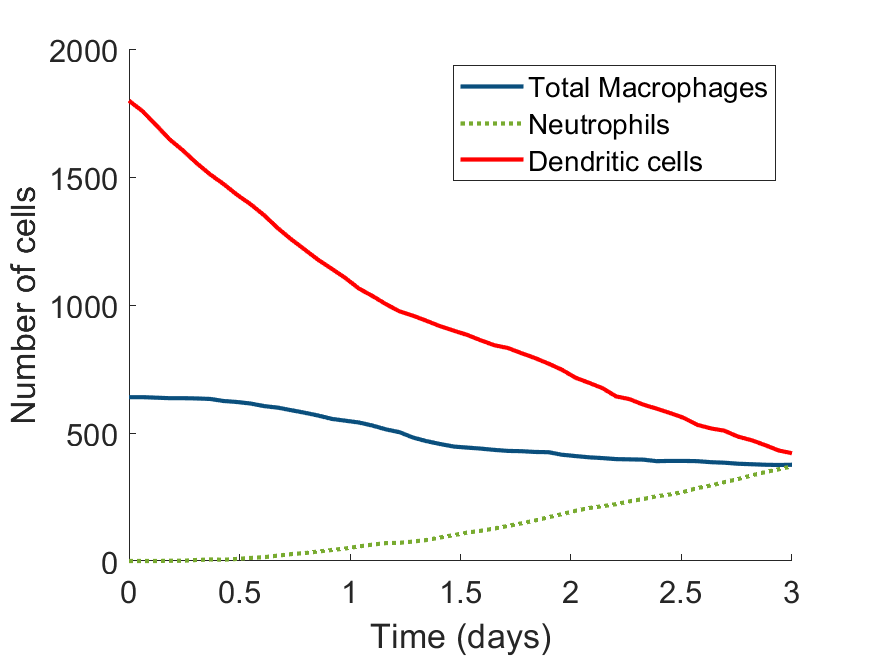 2000
1500
1000
500
0
Number of cells
Total Macrophages
Neutrophils
Dendritic cells
0 0.5 1 1.5 2 2.5 3
Time (days)